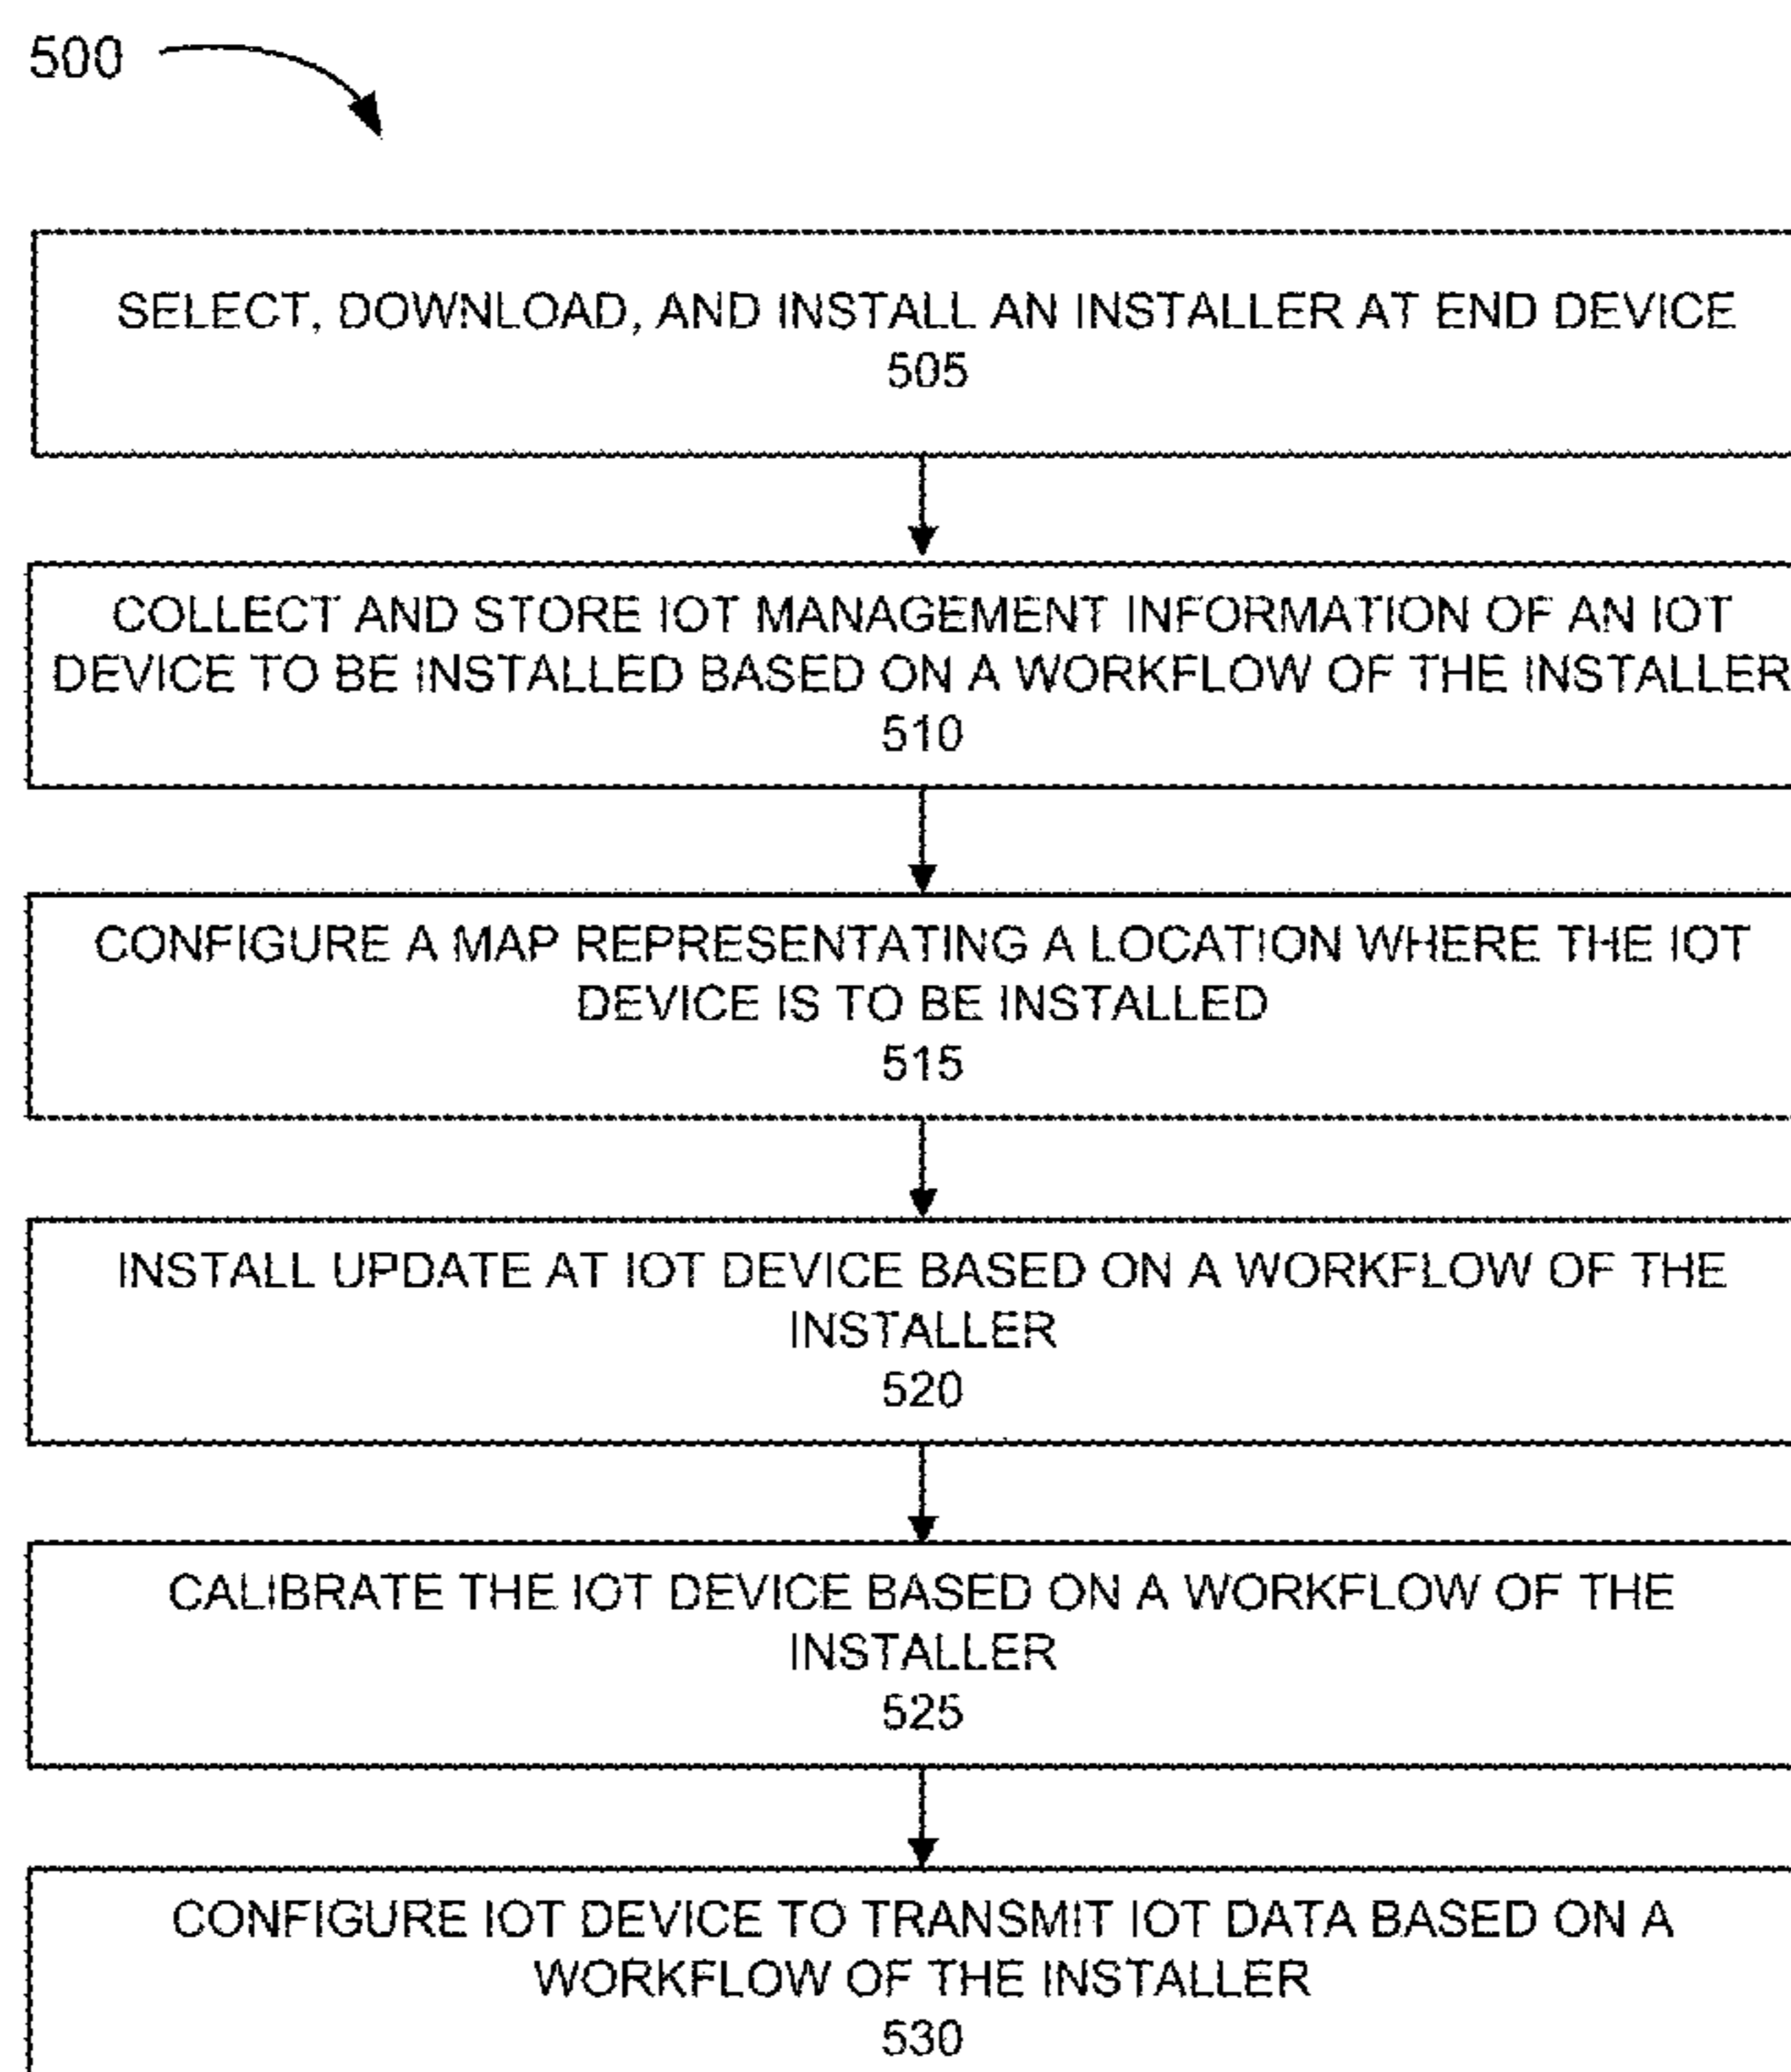 500
SELECT, DOWNLOAD, AND INSTALL AN INSTALLER AT END DEVICE
505
COLLECT AND STORE IOT MANAGEMENT INFORMATION OF AN IOT
DEVICE TO BE INSTALLED BASED ON A WORKFLOW OF THE INSTALLER
510
CONFIGURE A MAP REPRESENTATING A LOCATION WHERE THE IOT
DEVICE IS TO BE INSTALLED
515
INSTALL UPDATE AT IOT DEVICE BASED ON A WORKFLOW OF THE
INSTALLER
520
CALIBRATE THE IOT DEVICE BASED ON A WORKFLOW OF THE
INSTALLER
525
CONFIGURE IOT DEVICE TO TRANSMIT IOT DATA BASED ON A
WORKFLOW OF THE INSTALLER
530